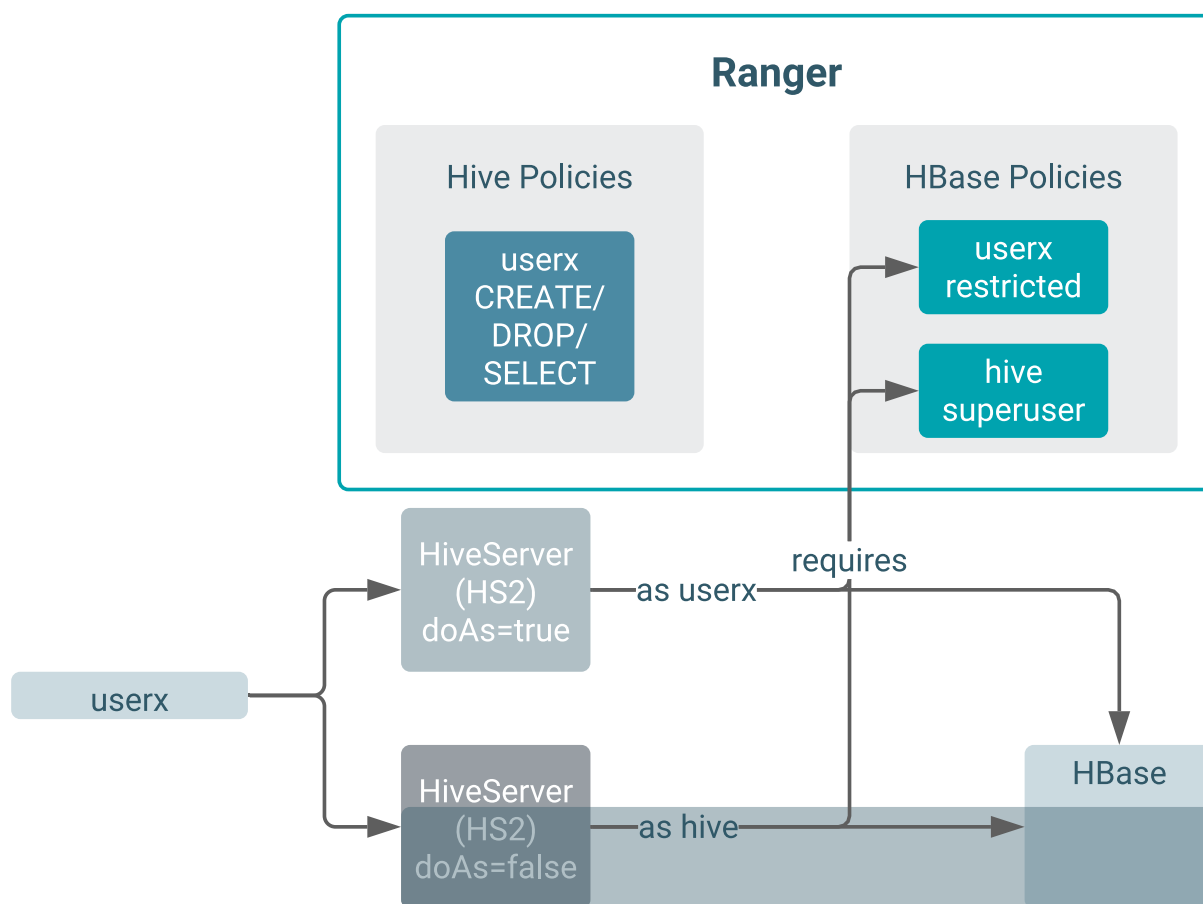 Ranger
Hive Policies
userx
CREATE/
DROP/
SELECT
HBase Policies
userx
restricted
hive
superuser
HiveServer
(HS2)
doAs=true
as userx
requires
userx
HiveServer
(HS2)
doAs=false
as hive
HBase